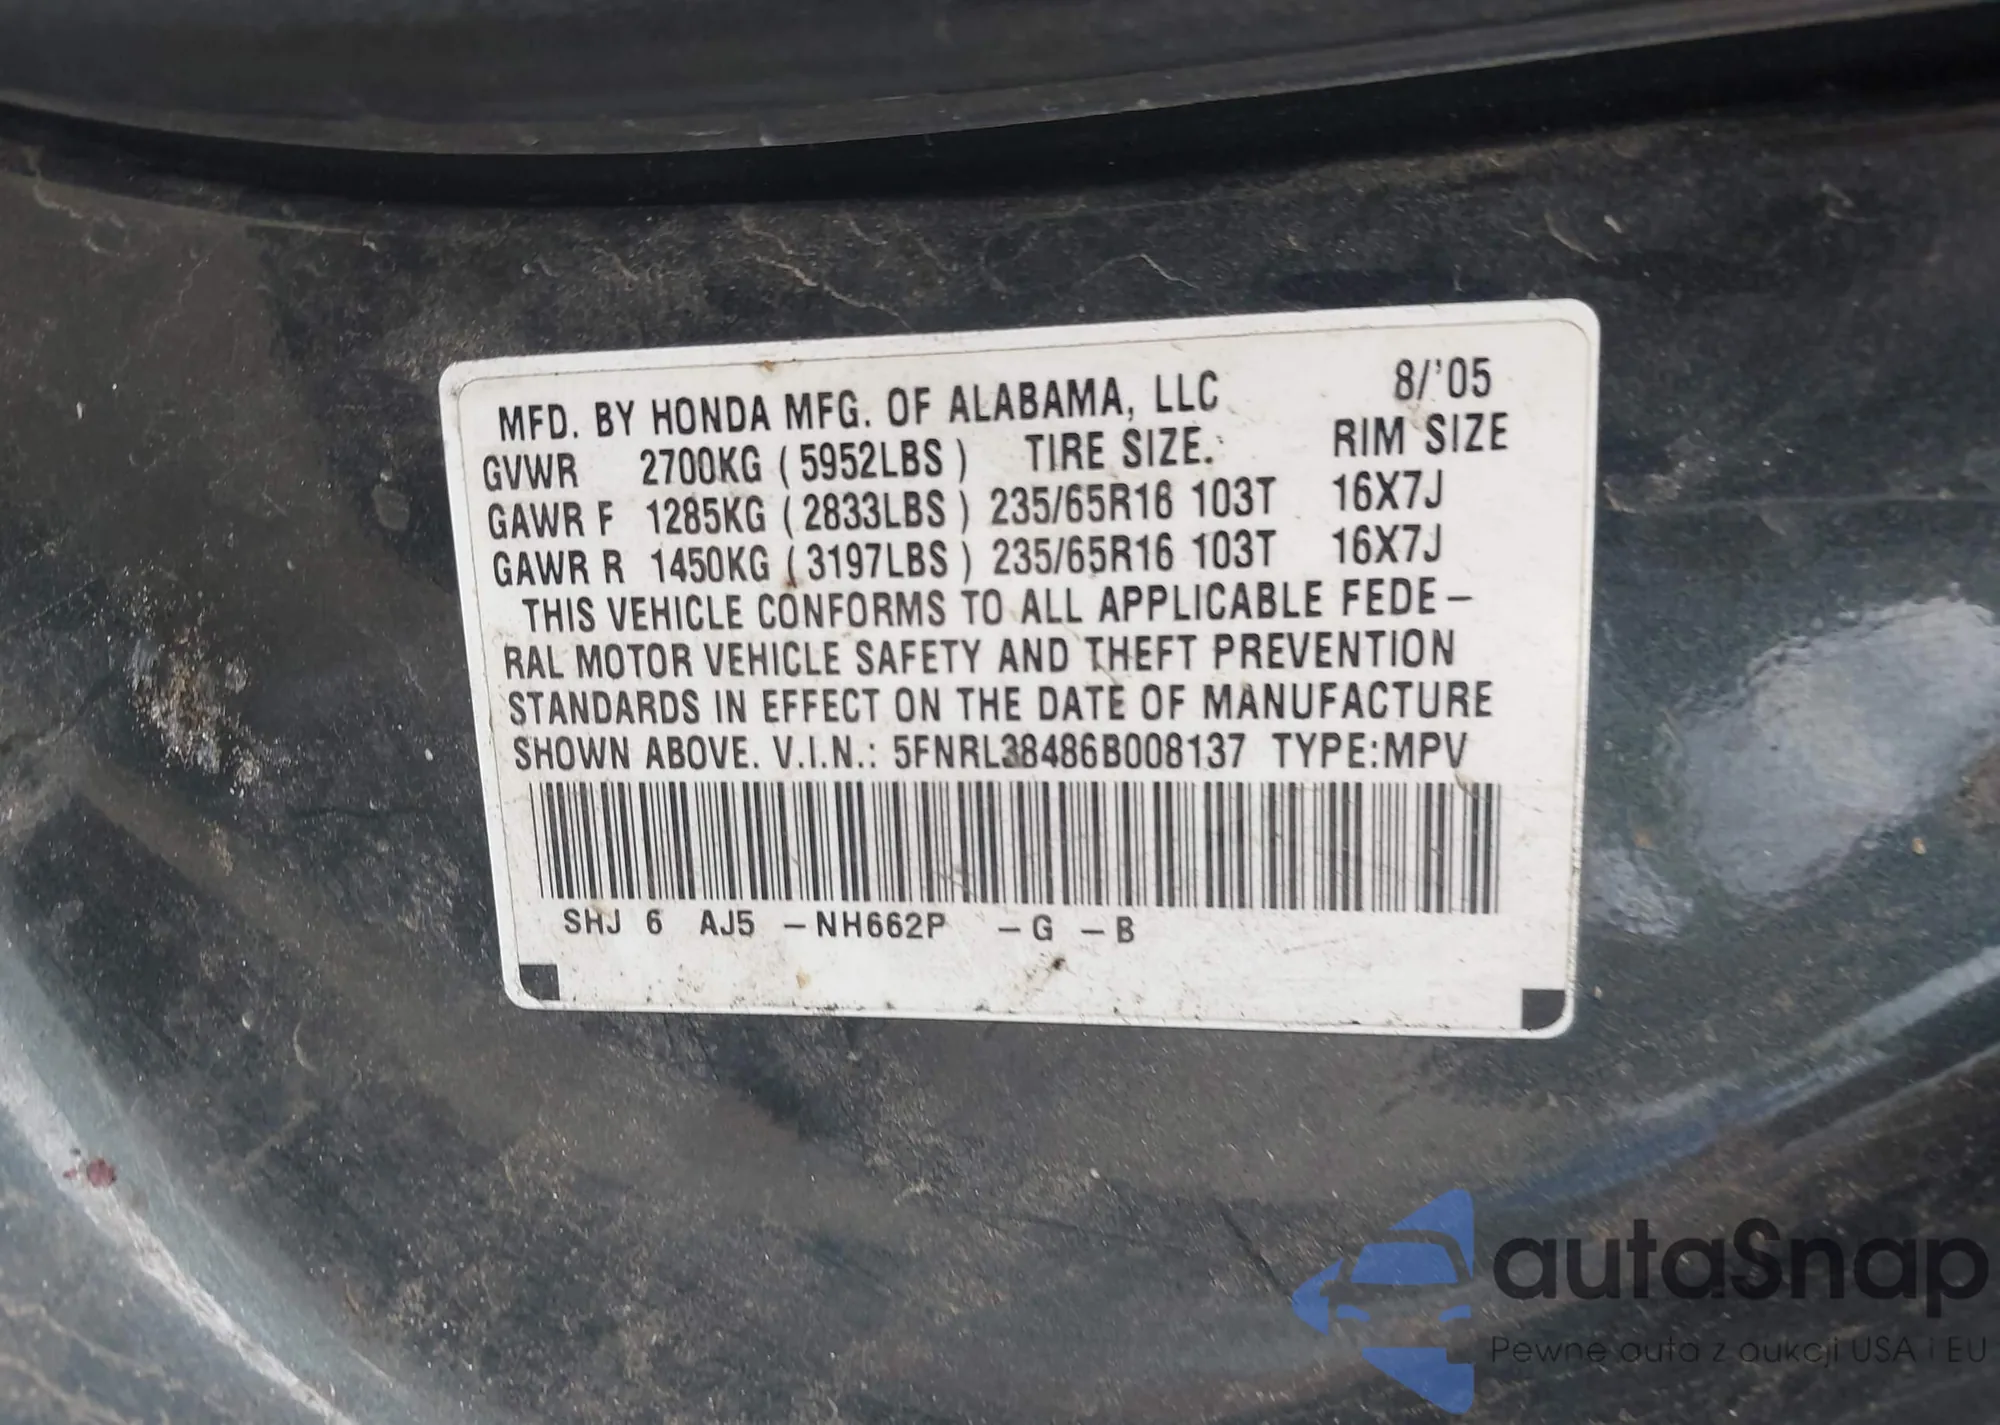 MFD. BY HONDA MFG. OF ALABAMA, LLC 8/'05
GVWR 2700KG ( 5952LBS ) TIRE SIZE: RIM SIZE
GAWR F 1285KG ( 2833LBS ) 235/65R16 103T 16X7J
GAWR R 1450KG ( 3197LBS ) 235/65R16 103T 16X7J
THIS VEHICLE CONFORMS TO ALL APPLICABLE FEDE-
RAL MOTOR VEHICLE SAFETY AND THEFT PREVENTION
STANDARDS IN EFFECT ON THE DATE OF MANUFACTURE
SHOWN ABOVE. V.I.N.: 5FNRL38486B008137 TYPE:MPV
SHJ 6 AJ5 -NH662P -G -B
autaSnap
Pewne auta z aukcji USA i EU